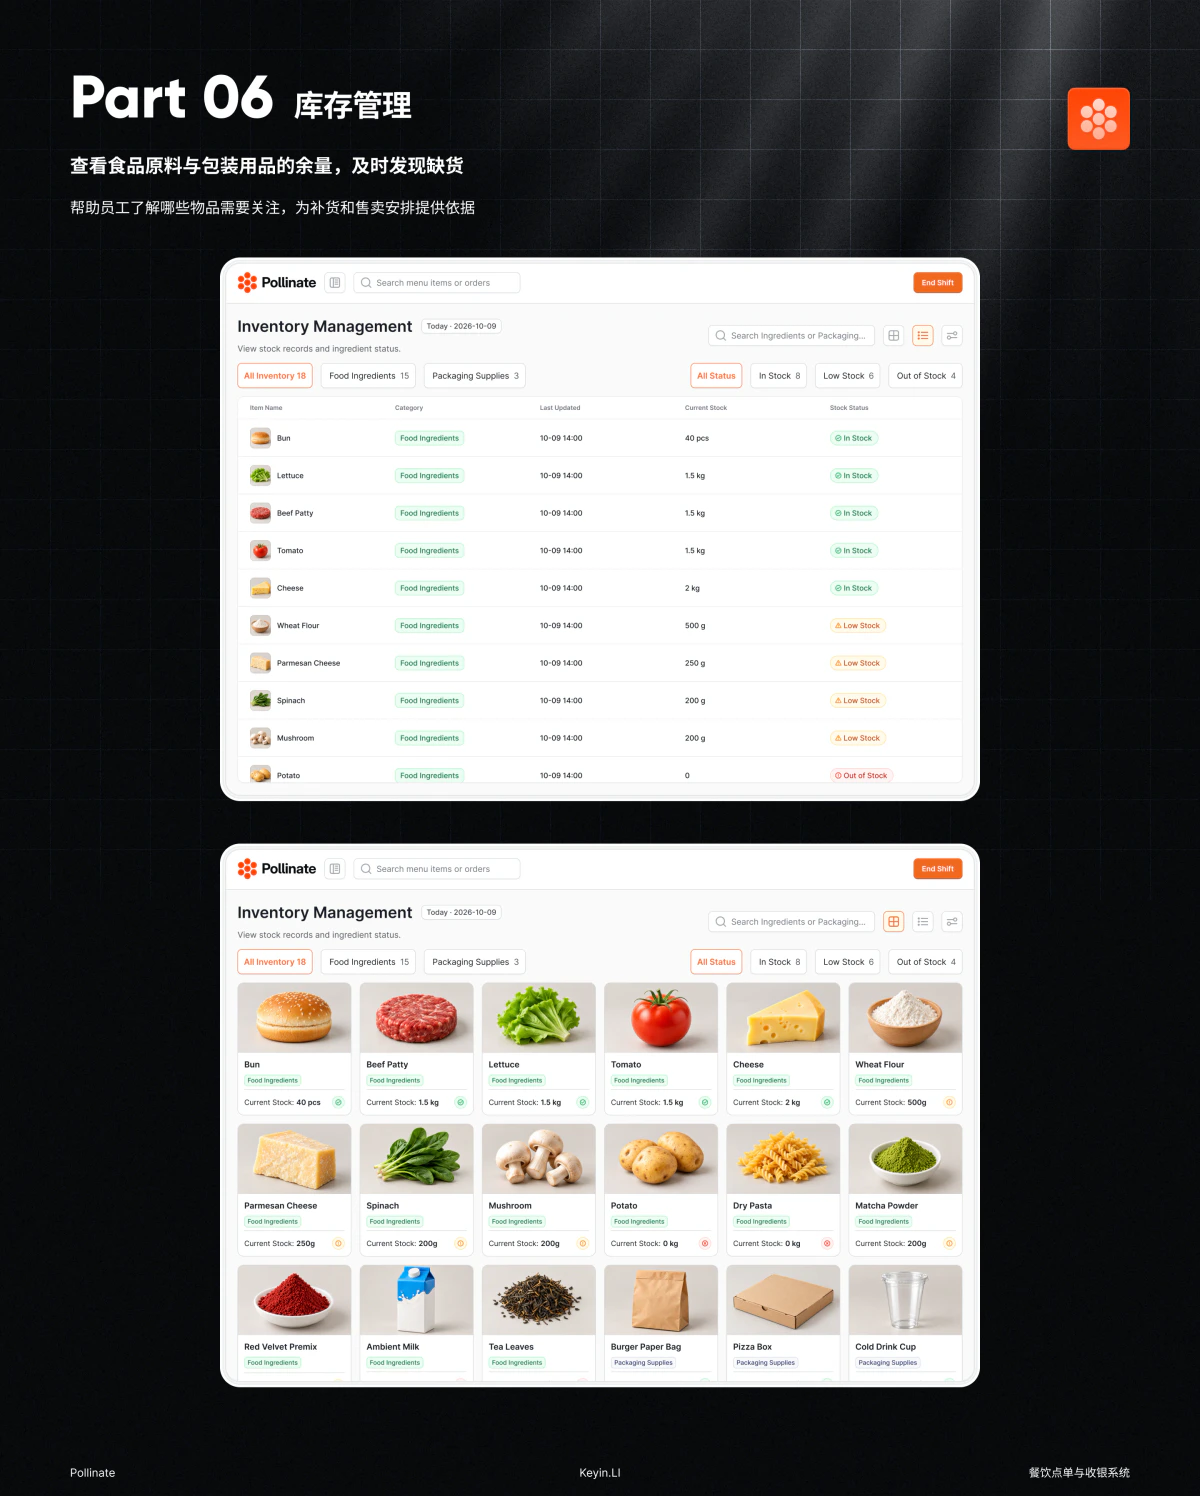 Part 06 库存管理
查看食品原料与包装用品的余量，及时发现缺货
帮助员工了解哪些物品需要关注，为补货和售卖安排提供依据
Pollinate Search menu items or orders End Shift
Inventory Management Today · 2026-10-09
View stock records and ingredient status.
Search Ingredients or Packaging...
All Inventory 18 Food Ingredients 15 Packaging Supplies 3 All Status In Stock 8 Low Stock 6 Out of Stock 4
Item Name Category Last Updated Current Stock Stock Status
Bun Food Ingredients 10-09 14:00 40 pcs In Stock
Lettuce Food Ingredients 10-09 14:00 1.5 kg In Stock
Beef Patty Food Ingredients 10-09 14:00 1.5 kg In Stock
Tomato Food Ingredients 10-09 14:00 1.5 kg In Stock
Cheese Food Ingredients 10-09 14:00 2 kg In Stock
Wheat Flour Food Ingredients 10-09 14:00 500 g Low Stock
Parmesan Cheese Food Ingredients 10-09 14:00 250 g Low Stock
Spinach Food Ingredients 10-09 14:00 200 g Low Stock
Mushroom Food Ingredients 10-09 14:00 200 g Low Stock
Potato Food Ingredients 10-09 14:00 0 Out of Stock
Pollinate Search menu items or orders End Shift
Inventory Management Today · 2026-10-09
View stock records and ingredient status.
Search Ingredients or Packaging...
All Inventory 18 Food Ingredients 15 Packaging Supplies 3 All Status In Stock 8 Low Stock 6 Out of Stock 4
Bun Beef Patty Lettuce Tomato Cheese Wheat Flour
Food Ingredients Food Ingredients Food Ingredients Food Ingredients Food Ingredients Food Ingredients
Current Stock: 40 pcs Current Stock: 1.5 kg Current Stock: 1.5 kg Current Stock: 1.5 kg Current Stock: 2 kg Current Stock: 500g
Parmesan Cheese Spinach Mushroom Potato Dry Pasta Matcha Powder
Food Ingredients Food Ingredients Food Ingredients Food Ingredients Food Ingredients Food Ingredients
Current Stock: 250g Current Stock: 200g Current Stock: 200g Current Stock: 0 kg Current Stock: 0 kg Current Stock: 200g
Red Velvet Premix Ambient Milk Tea Leaves Burger Paper Bag Pizza Box Cold Drink Cup
Food Ingredients Food Ingredients Food Ingredients Packaging Supplies Packaging Supplies Packaging Supplies
Pollinate Keyin.LI 餐饮点单与收银系统